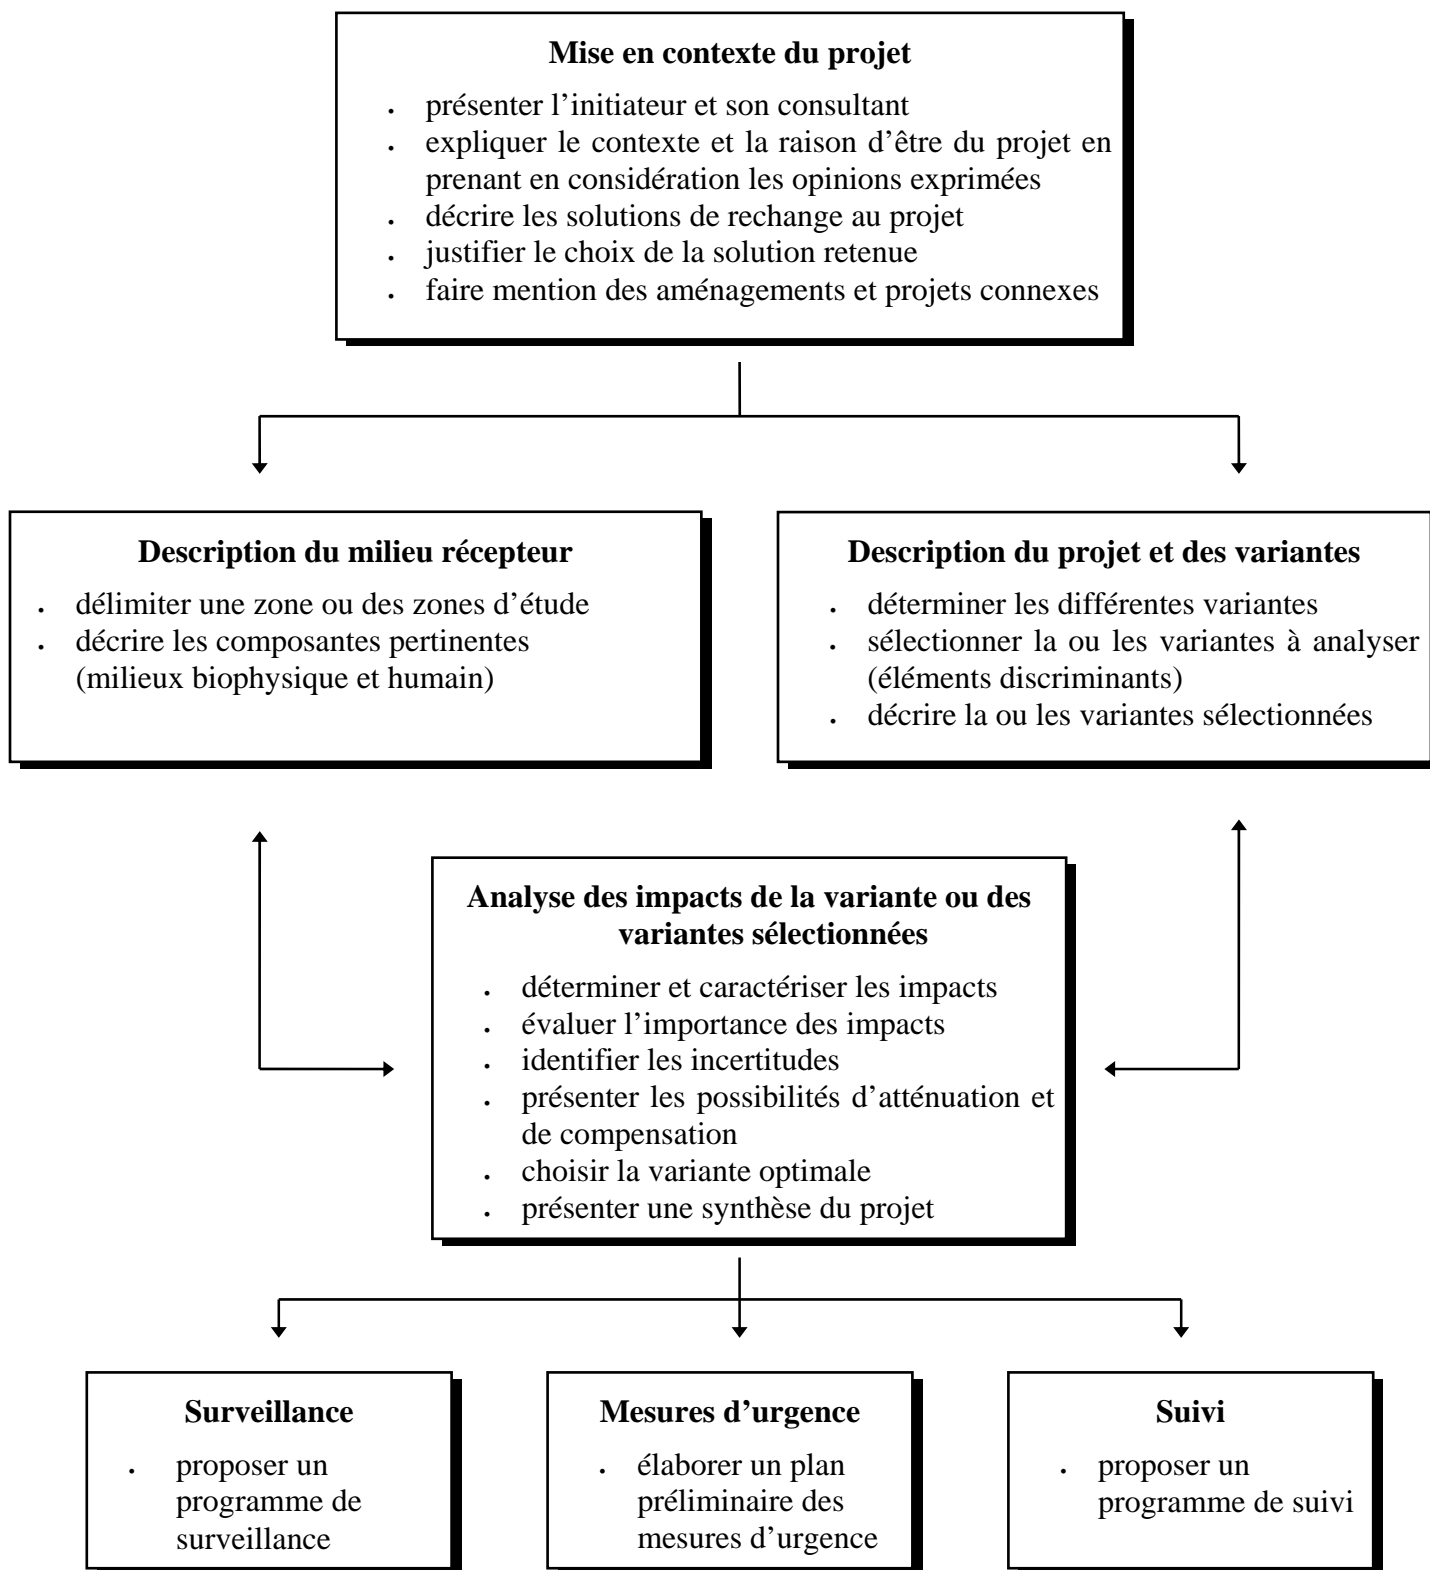 Mise en contexte du projet
. présenter l’initiateur et son consultant
. expliquer le contexte et la raison d’être du projet en
prenant en considération les opinions exprimées
. décrire les solutions de rechange au projet
. justifier le choix de la solution retenue
. faire mention des aménagements et projets connexes
Description du milieu récepteur
. délimiter une zone ou des zones d’étude
. décrire les composantes pertinentes
(milieux biophysique et humain)
Description du projet et des variantes
. déterminer les différentes variantes
. sélectionner la ou les variantes à analyser
(éléments discriminants)
. décrire la ou les variantes sélectionnées
Analyse des impacts de la variante ou des
variantes sélectionnées
. déterminer et caractériser les impacts
. évaluer l’importance des impacts
. identifier les incertitudes
. présenter les possibilités d’atténuation et
de compensation
. choisir la variante optimale
. présenter une synthèse du projet
Surveillance
. proposer un
programme de
surveillance
Mesures d’urgence
. élaborer un plan
préliminaire des
mesures d’urgence
Suivi
. proposer un
programme de suivi